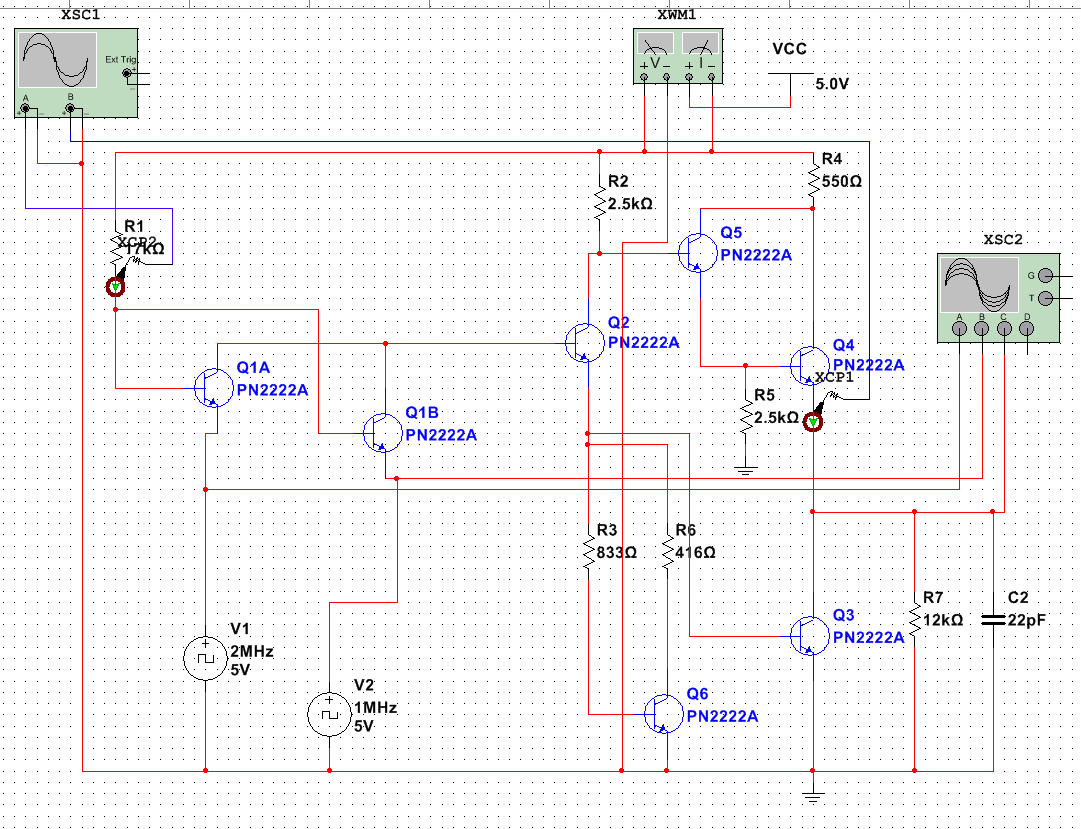 XSC1
Ext Trig
+
−
A
B
+
−
+
−
XWM1
V
I
+
−
+
−
VCC
5.0V
R1
17kΩ
XCP2
R2
2.5kΩ
R4
550Ω
Q5
PN2222A
XSC2
G
T
A
B
C
D
Q1A
PN2222A
Q2
PN2222A
Q4
PN2222A
XCP1
Q1B
PN2222A
R5
2.5kΩ
R3
833Ω
R6
416Ω
V1
2MHz
5V
+
V2
1MHz
5V
+
Q3
PN2222A
R7
12kΩ
C2
22pF
Q6
PN2222A